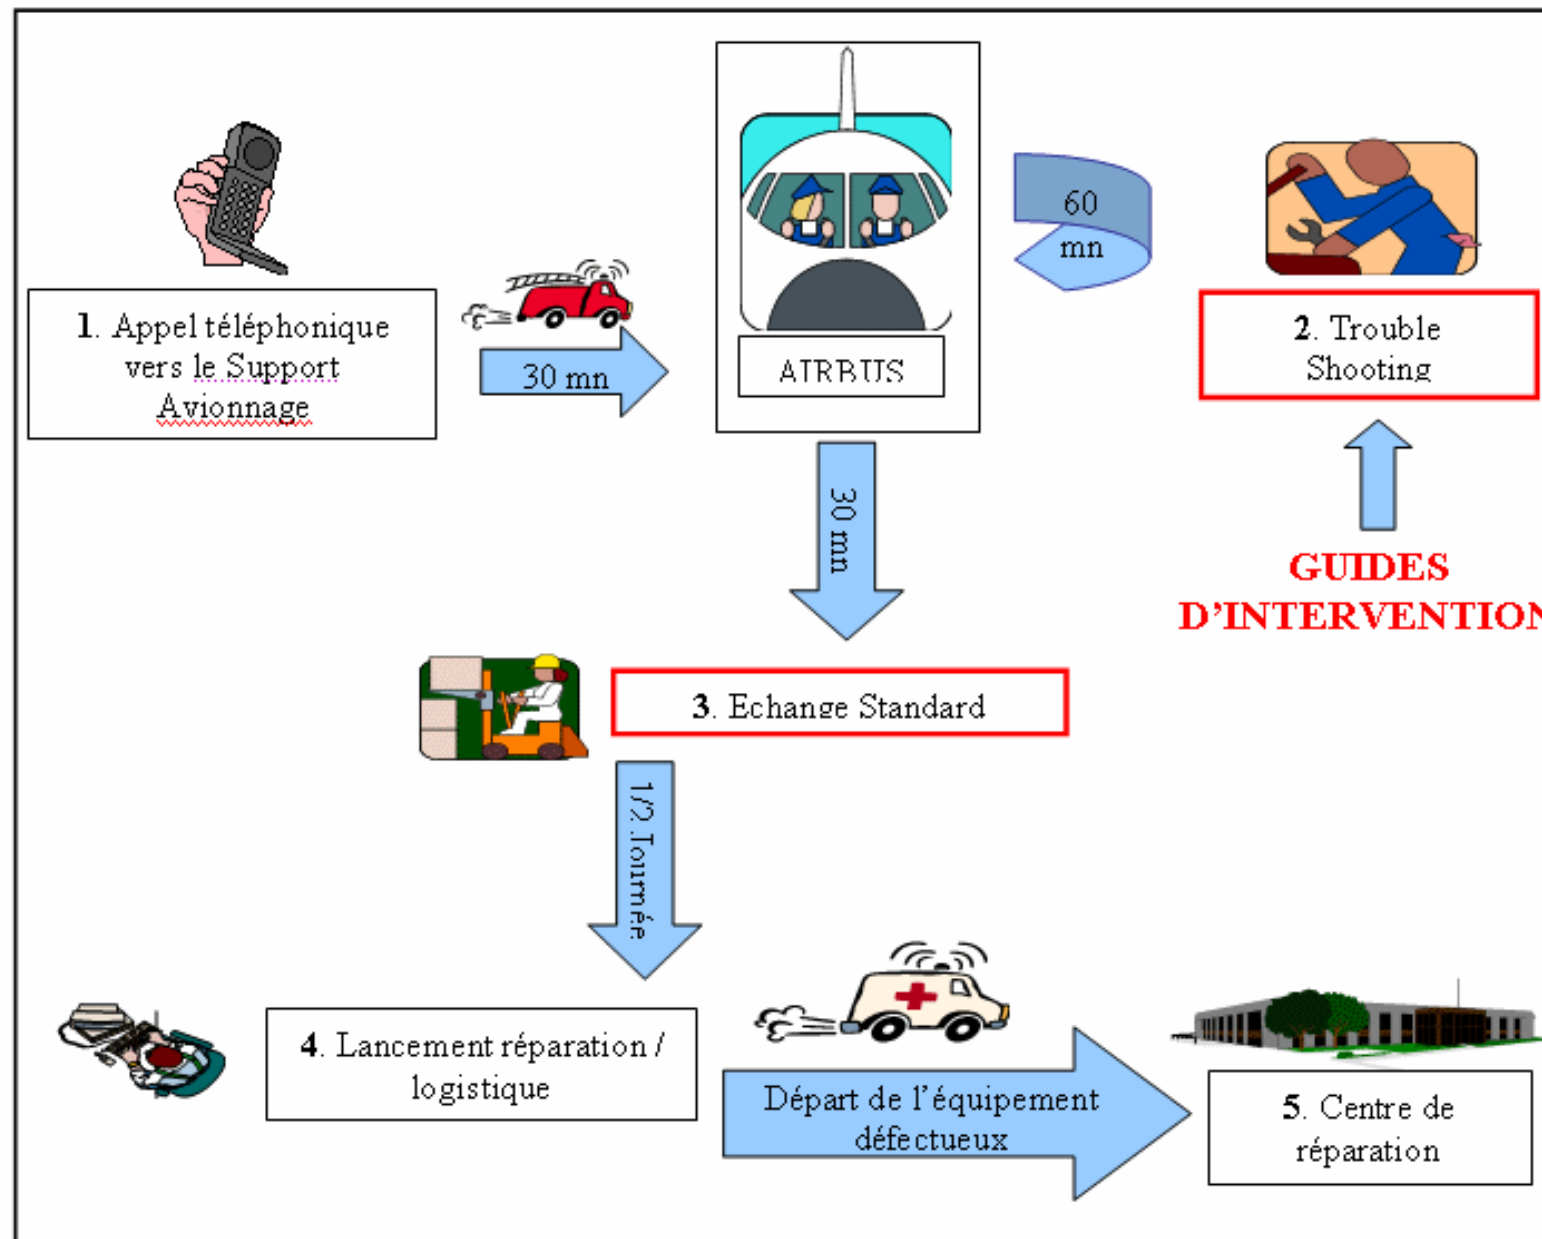 1. Appel téléphonique
vers le Support
Avionnage
30 mn
AIRBUS
60
mn
2. Trouble
Shooting
30 mn
GUIDES
D'INTERVENTION
3. Echange Standard
1/2 Tournée
4. Lancement réparation /
logistique
Départ de l'équipement
défectueux
5. Centre de
réparation